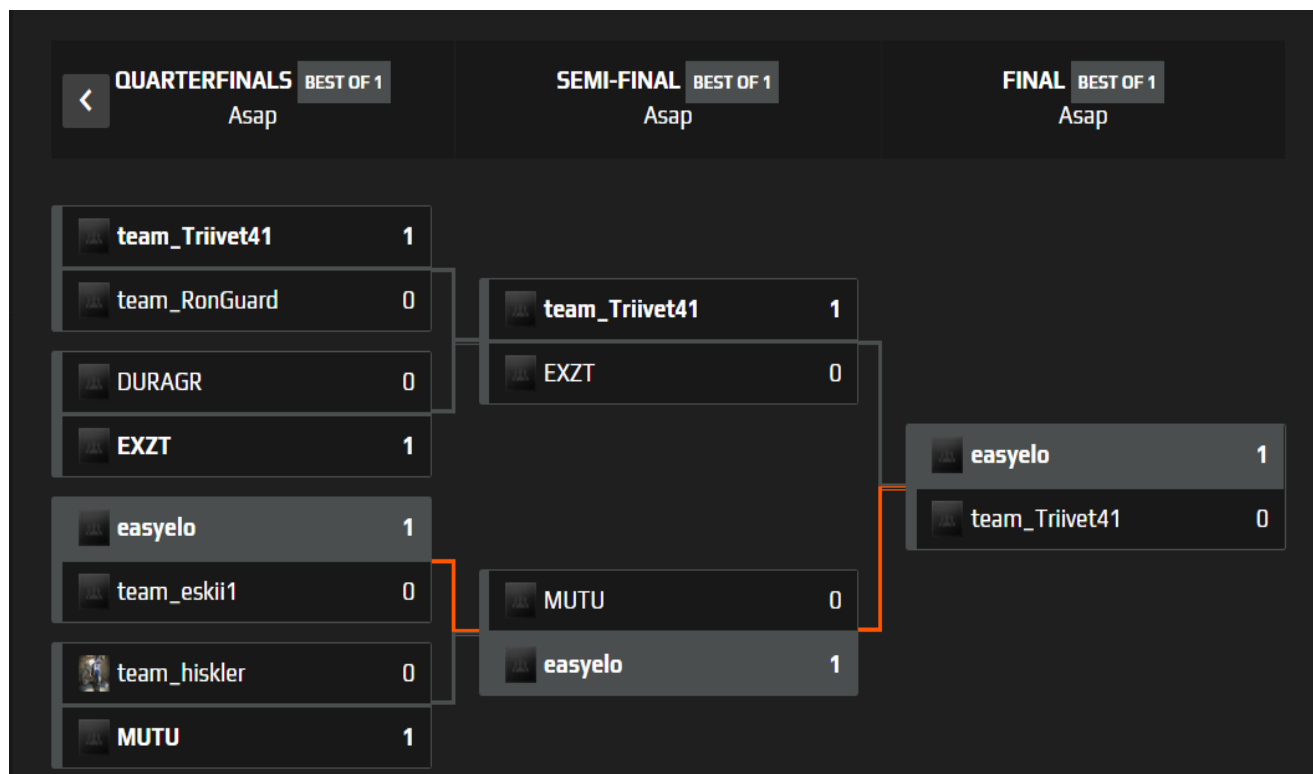 QUARTERFINALS BEST OF 1
Asap
SEMI-FINAL BEST OF 1
Asap
FINAL BEST OF 1
Asap
team_Triivet41 1
team_RonGuard 0
DURAGR 0
EXZT 1
easyelo 1
team_eskii1 0
team_hiskler 0
MUTU 1
team_Triivet41 1
EXZT 0
MUTU 0
easyelo 1
easyelo 1
team_Triivet41 0